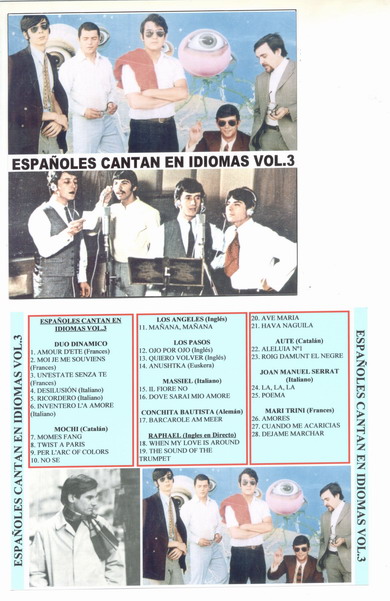 ESPAÑOLES CANTAN EN IDIOMAS VOL.3
ESPAÑOLES CANTAN EN IDIOMAS VOL.3
ESPAÑOLES CANTAN EN
IDIOMAS VOL.3
DUO DINAMICO
1. AMOUR D'ETE (Frances)
2. MOI JE ME SOUVIENS
(Frances)
3. UN'ESTATE SENZA TE
(Frances)
4. DESILUSIÓN (Italiano)
5. RICORDERÓ (Italiano)
6. INVENTERO L'A AMORE
(Italiano)
MOCHI (Catalán)
7. MOMES FANG
8. TWIST A PARIS
9. PER L'ARC OF COLORS
10. NO SE
LOS ANGELES (Inglés)
11. MAÑANA, MAÑANA
LOS PASOS
12. OJO POR OJO (Inglés)
13. QUIERO VOLVER (Inglés)
14. ANUSHTKA (Euskera)
MASSIEL (Italiano)
15. IL FIORE NO
16. DOVE SARAI MIO AMORE
CONCHITA BAUTISTA (Alemán)
17. BARCAROLE AM MEER
RAPHAEL (Ingles en Directo)
18. WHEN MY LOVE IS AROUND
19. THE SOUND OF THE
TRUMPET
20. AVE MARIA
21. HAVA NAGUILA
AUTE (Catalán)
22. ALELUIA Nº1
23. ROIG DAMUNT EL NEGRE
JOAN MANUEL SERRAT
(Italiano)
24. LA, LA, LA
25. POEMA
MARI TRINI (Frances)
26. AMORES
27. CUANDO ME ACARICIAS
28. DEJAME MARCHAR
ESPAÑOLES CANTAN EN IDIOMAS VOL.3